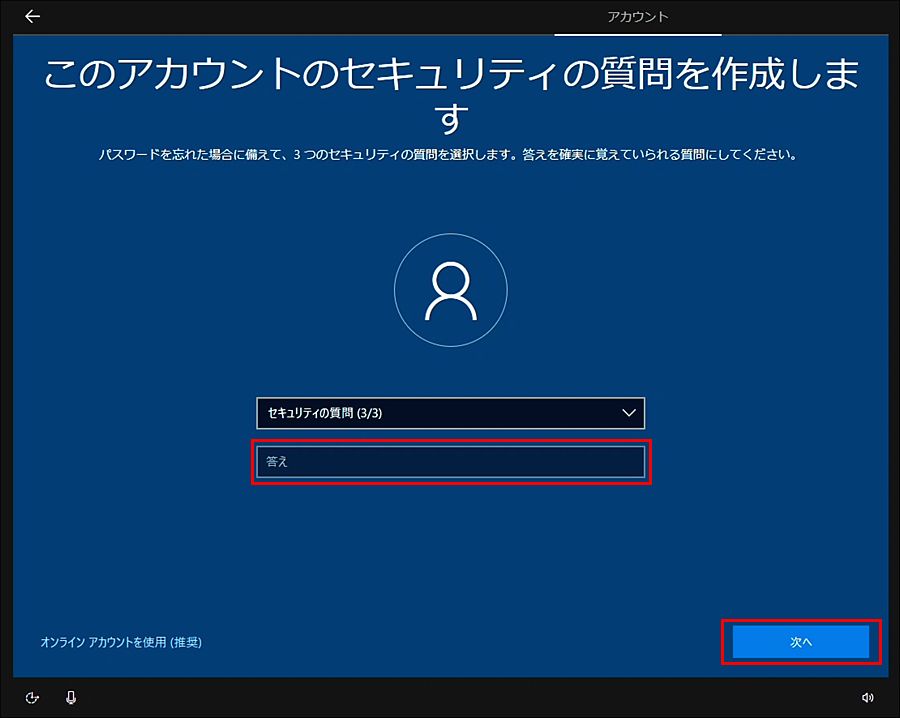 アカウント
このアカウントのセキュリティの質問を作成しま
す
パスワードを忘れた場合に備えて、3 つのセキュリティの質問を選択します。答えを確実に覚えていられる質問にしてください。
セキュリティの質問 (3/3)
答え
オンライン アカウントを使用 (推奨)
次へ